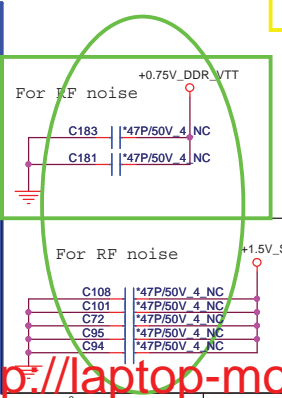 +0.75V_DDR_VTT
For RF noise
C183 *47P/50V_4_NC
C181 *47P/50V_4_NC
For RF noise
+1.5V_S
C108 *47P/50V_4_NC
C101 *47P/50V_4_NC
C72 *47P/50V_4_NC
C95 *47P/50V_4_NC
C94 *47P/50V_4_NC
p://laptop-mo